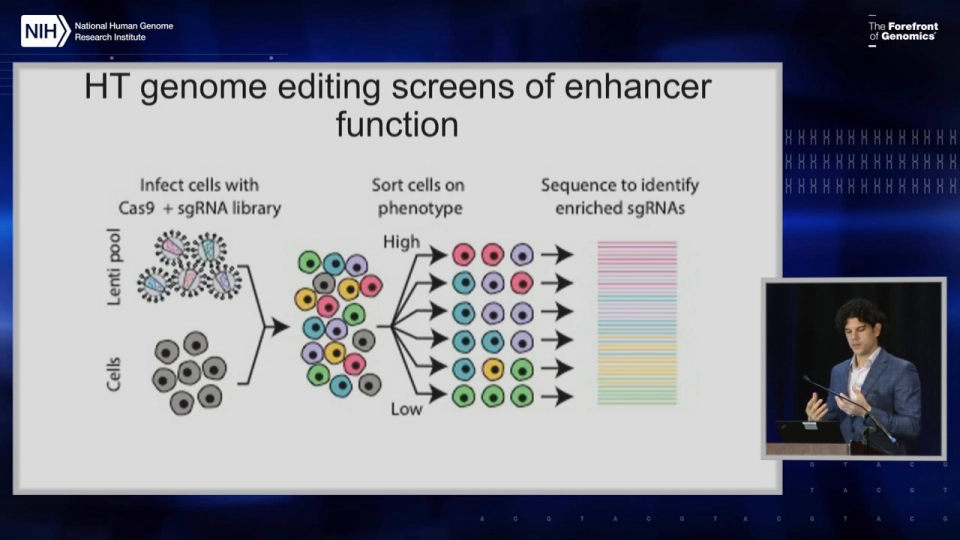 NIH
National Human Genome
Research Institute
The Forefront
of Genomics
HT genome editing screens of enhancer
function
Infect cells with
Cas9 + sgRNA library
Sort cells on
phenotype
Sequence to identify
enriched sgRNAs
Lenti pool
High
Cells
Low
G T A C G
T A C G T
A C G T A C G T A C G T A C G